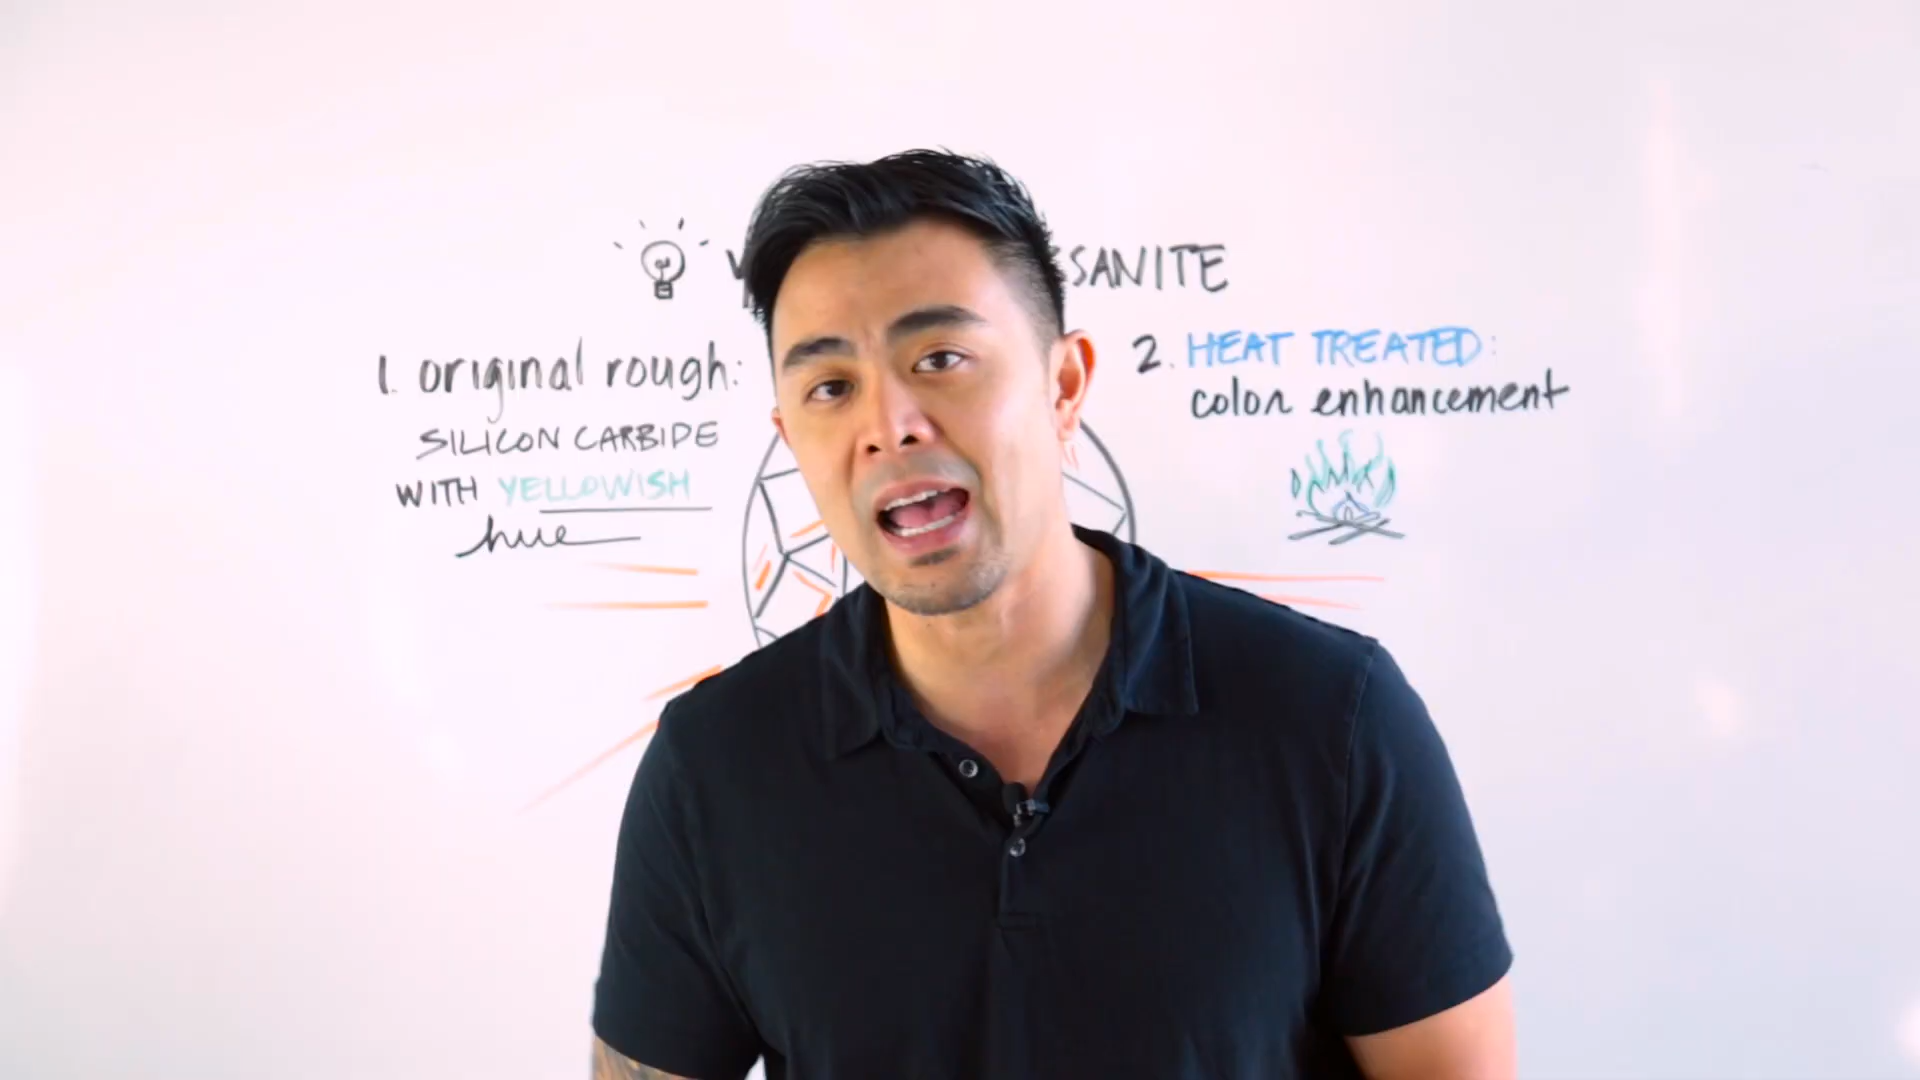 SANITE
1. original rough:
SILICON CARBIDE
WITH YELLOWISH
hue
2. HEAT TREATED:
color enhancement